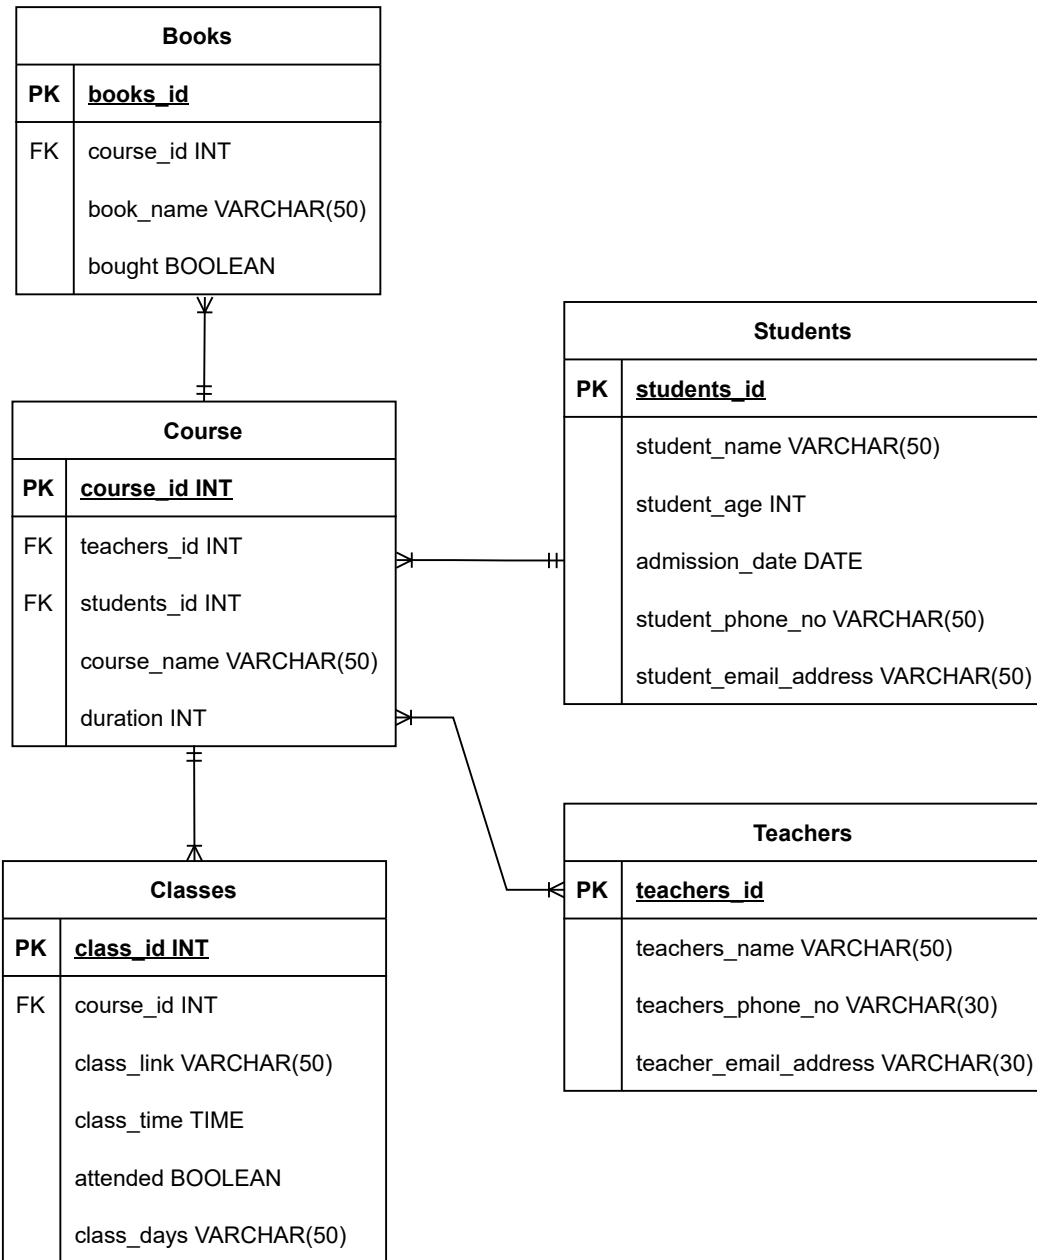 Books
PK books_id
FK course_id INT
book_name VARCHAR(50)
bought BOOLEAN
Students
PK students_id
student_name VARCHAR(50)
student_age INT
admission_date DATE
student_phone_no VARCHAR(50)
student_email_address VARCHAR(50)
Course
PK course_id INT
FK teachers_id INT
FK students_id INT
course_name VARCHAR(50)
duration INT
Teachers
PK teachers_id
teachers_name VARCHAR(50)
teachers_phone_no VARCHAR(30)
teacher_email_address VARCHAR(30)
Classes
PK class_id INT
FK course_id INT
class_link VARCHAR(50)
class_time TIME
attended BOOLEAN
class_days VARCHAR(50)